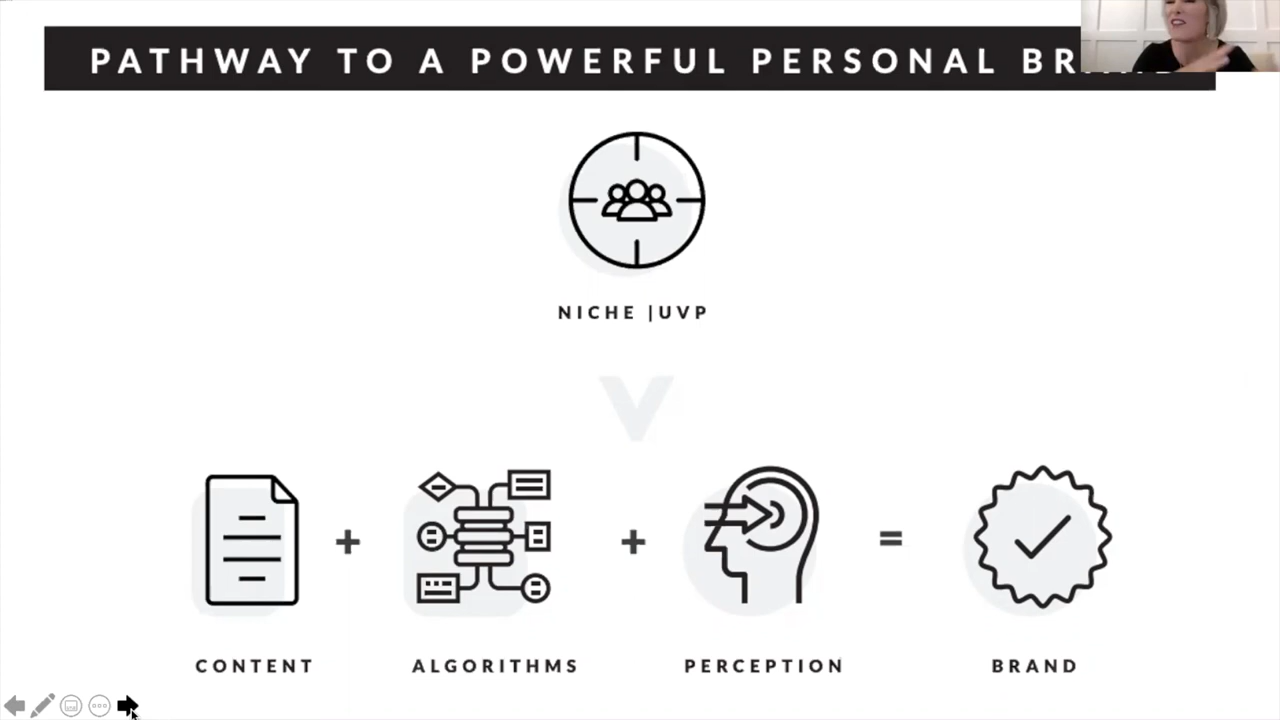 PATHWAY TO A POWERFUL PERSONAL
NICHE |UVP
CONTENT + ALGORITHMS + PERCEPTION = BRAND